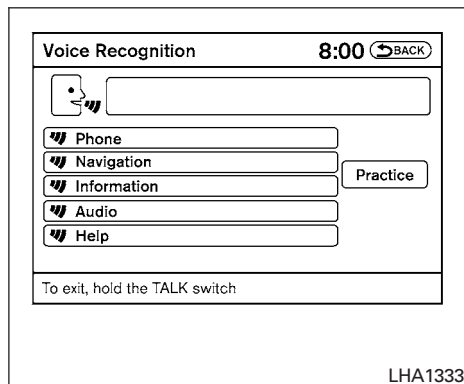 Voice Recognition 8:00 BACK
Phone
Navigation
Information
Audio
Help
Practice
To exit, hold the TALK switch
LHA1333